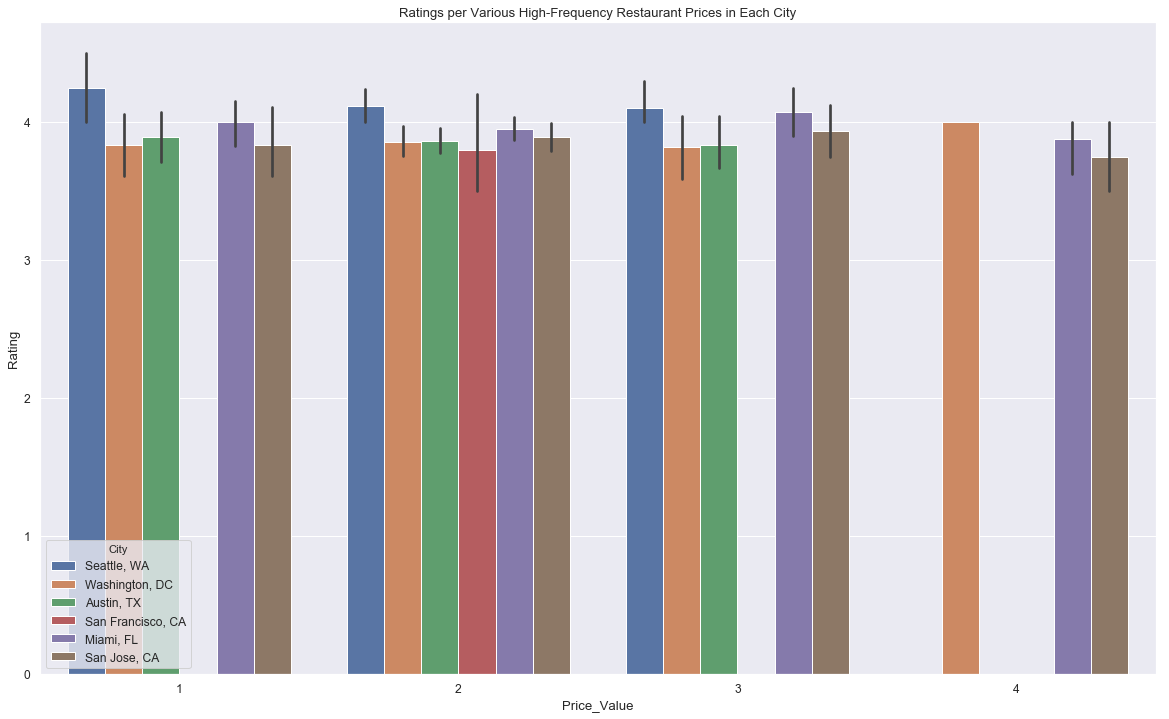 Ratings per Various High-Frequency Restaurant Prices in Each City
Rating
4
3
2
1
0
City
Seattle, WA
Washington, DC
Austin, TX
San Francisco, CA
Miami, FL
San Jose, CA
1 2 3 4
Price_Value